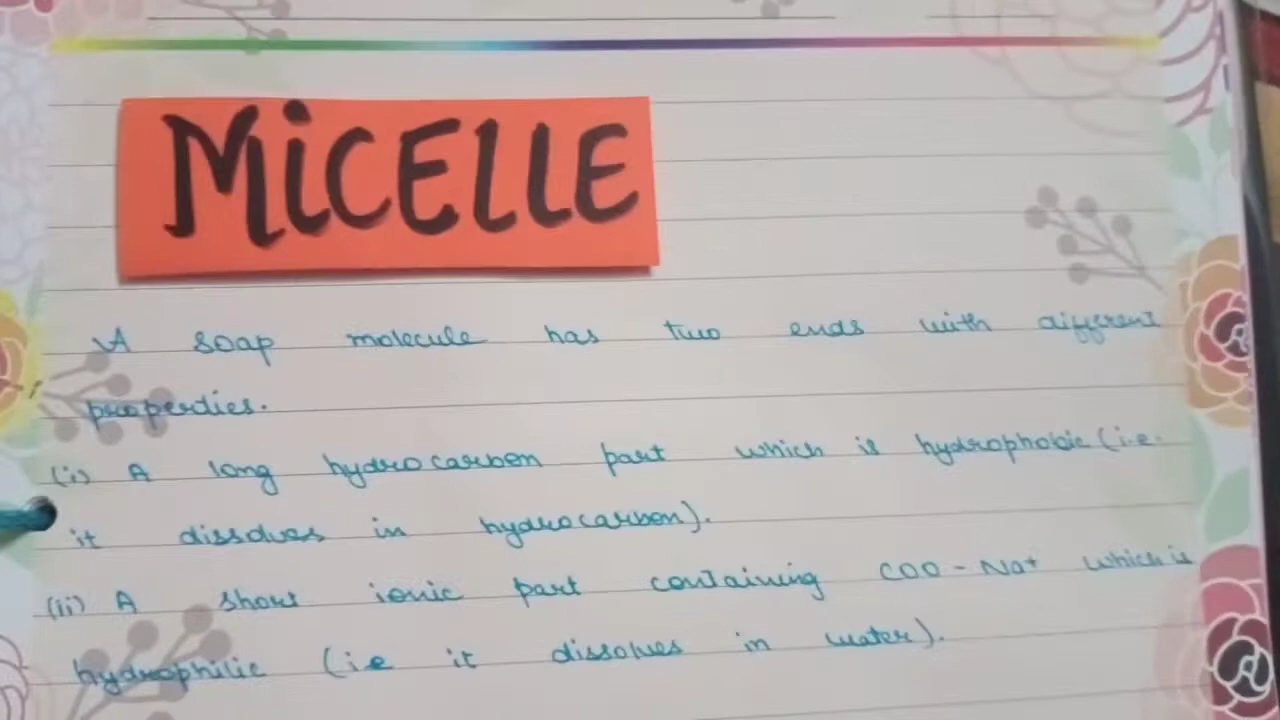 MiCELLE
A soap molecule has two ends with different
properties.
(i) A long hydrocarbon part which is hydrophobic (i.e.
it dissolves in hydrocarbon).
(ii) A short ionic part containing COO-Na+ which is
hydrophilic (i.e it dissolves in water).